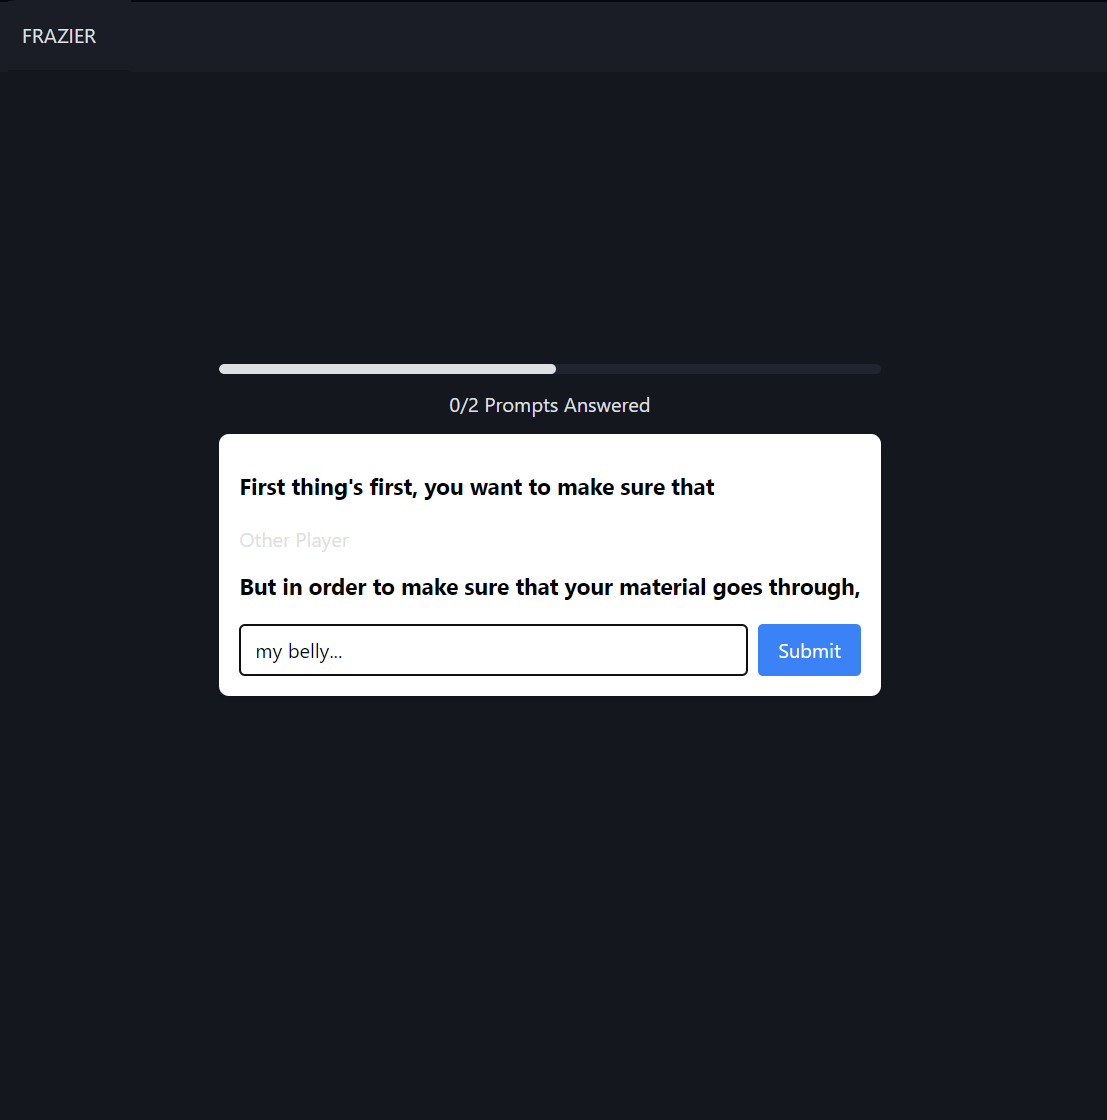 FRAZIER
0/2 Prompts Answered
First thing's first, you want to make sure that
Other Player
But in order to make sure that your material goes through,
my belly...
Submit